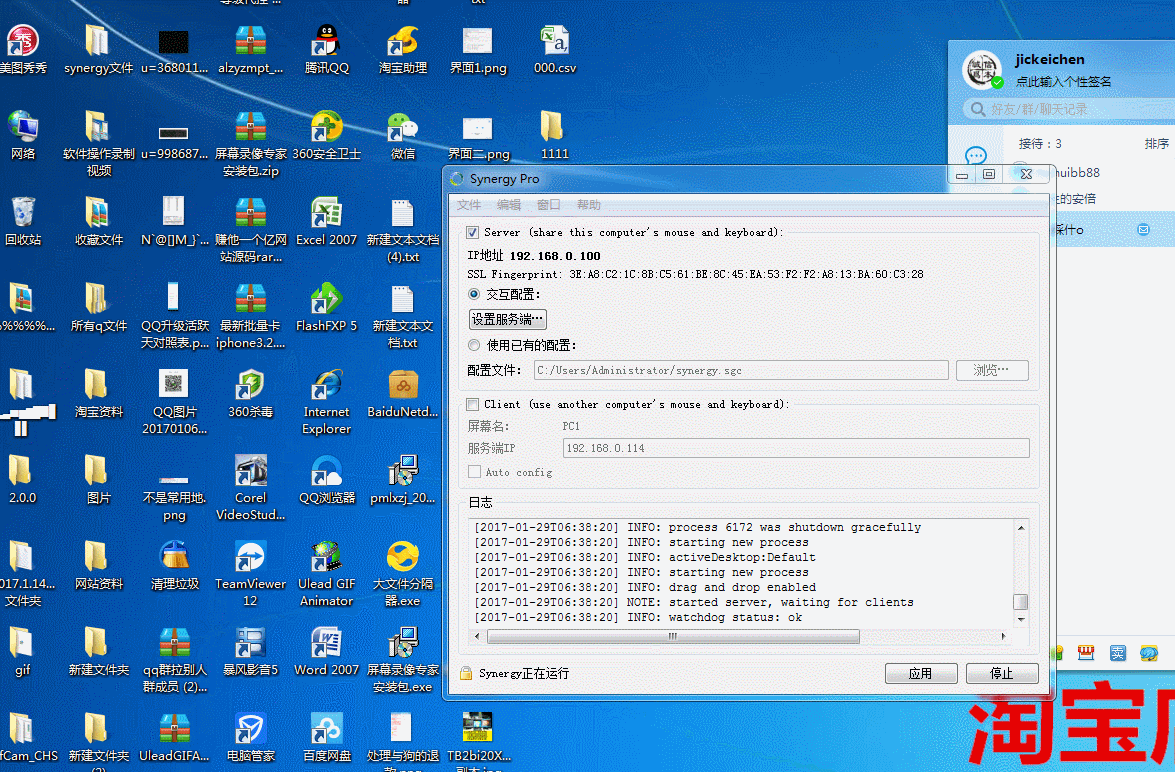 美图秀秀
synergy文件
u=368011...
alzyzmpt_...
腾讯QQ
淘宝助理
界面1.png
000.csv
网络
软件操作录制视频
u=998687...
屏幕录像专家安装包.zip
360安全卫士
微信
界面二.png
1111
回收站
收藏文件
N`@[]M_}`...
赚他一个亿网站源码rar...
Excel 2007
新建文本文档(4).txt
%%%%...
所有q文件
QQ升级活跃天对照表.p...
最新批量卡iphone3.2....
FlashFXP 5
新建文本文档.txt
淘宝资料
QQ图片20170106...
360杀毒
Internet Explorer
BaiduNetd...
2.0.0
图片
不是常用地.png
Corel VideoStud...
QQ浏览器
pmlxzj_20...
017.1.14...文件夹
网站资料
清理垃圾
TeamViewer 12
Ulead GIF Animator
大文件分隔器.exe
gif
新建文件夹
qq群拉别人群成员 (2)...
暴风影音5
Word 2007
屏幕录像专家安装包.exe
fCam_CHS
新建文件夹
UleadGIFA...
电脑管家
百度网盘
处理与狗的退
TB2bi20X...
Synergy Pro
文件 编辑 窗口 帮助
Server (share this computer's mouse and keyboard):
IP地址 192.168.0.100
SSL Fingerprint: 3E:A8:C2:1C:8B:C5:61:BE:8C:45:EA:53:F2:F2:A8:13:BA:60:C3:28
交互配置:
设置服务端...
使用已有的配置:
配置文件: C:/Users/Administrator/synergy.sgc 浏览...
Client (use another computer's mouse and keyboard):
屏幕名: PC1
服务端IP 192.168.0.114
Auto config
日志
[2017-01-29T06:38:20] INFO: process 6172 was shutdown gracefully
[2017-01-29T06:38:20] INFO: starting new process
[2017-01-29T06:38:20] INFO: activeDesktop:Default
[2017-01-29T06:38:20] INFO: starting new process
[2017-01-29T06:38:20] INFO: drag and drop enabled
[2017-01-29T06:38:20] NOTE: started server, waiting for clients
[2017-01-29T06:38:20] INFO: watchdog status: ok
Synergy正在运行 应用 停止
jickeichen
点此输入个性签名
好友/群/聊天记录
接待：3 排序
huibb88
的安倍
采什o
卖
淘宝